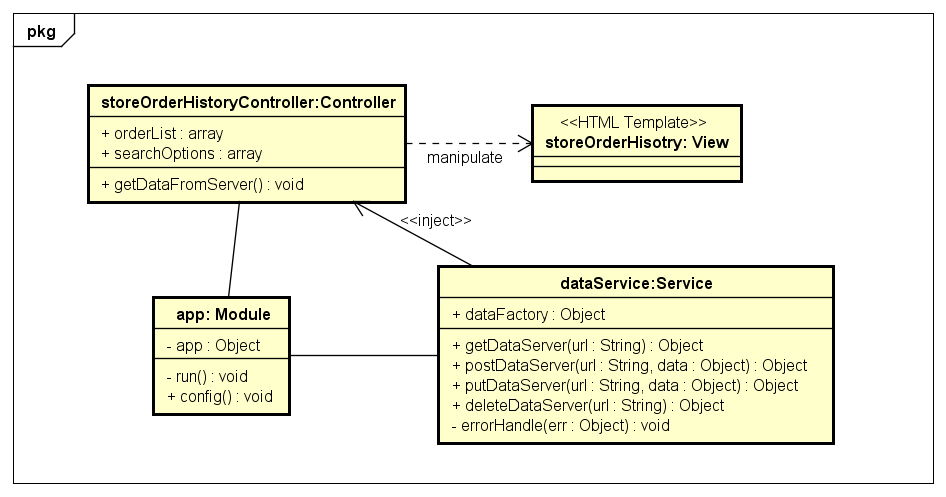 pkg
storeOrderHistoryController:Controller
+ orderList : array
+ searchOptions : array
+ getDataFromServer() : void
<<HTML Template>>
storeOrderHisotry: View
manipulate
<<inject>>
app: Module
- app : Object
- run() : void
+ config() : void
dataService:Service
+ dataFactory : Object
+ getDataServer(url : String) : Object
+ postDataServer(url : String, data : Object) : Object
+ putDataServer(url : String, data : Object) : Object
+ deleteDataServer(url : String) : Object
- errorHandle(err : Object) : void